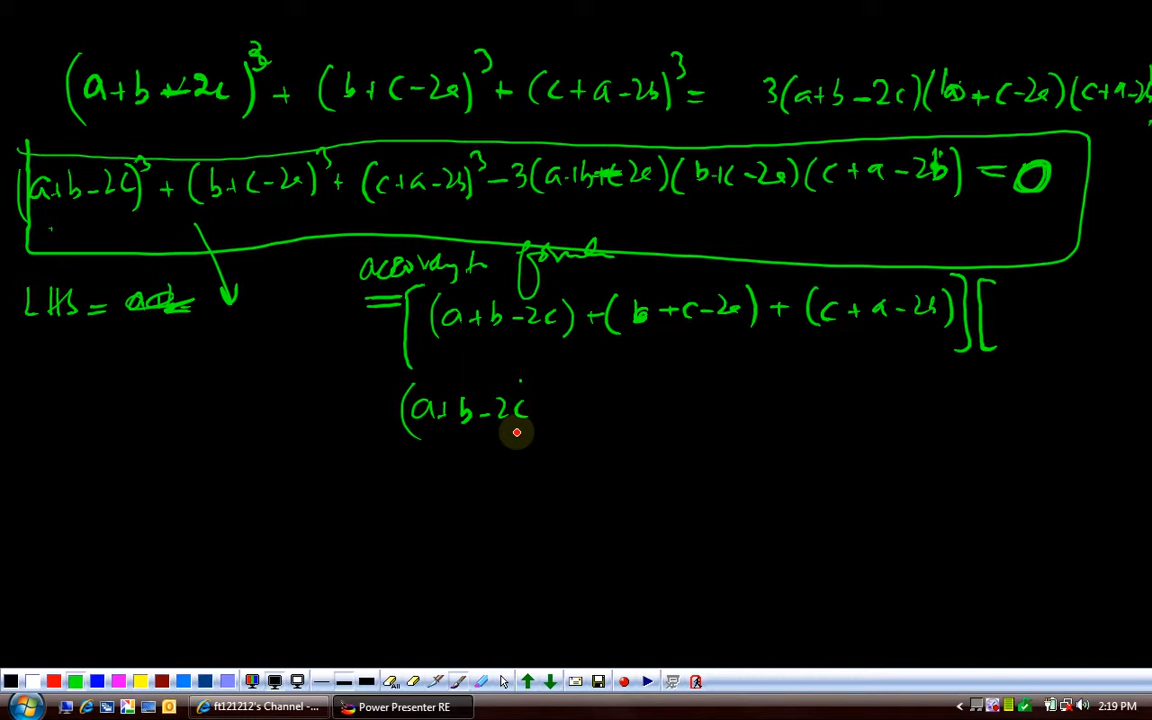 (a+b-2c)³ + (b+c-2a)³ + (c+a-2b)³ = 3(a+b-2c)(b+c-2a)(c+a-2b
(a+b-2c)³ + (b+c-2a)³ + (c+a-2b)³ -3(a+b-2c)(b+c-2a)(c+a-2b) = 0
according to formula
LHS = = [(a+b-2c)+(b+c-2a)+(c+a-2b)][
(a+b-2c
ft121212's Channel -... Power Presenter RE 2:19 PM